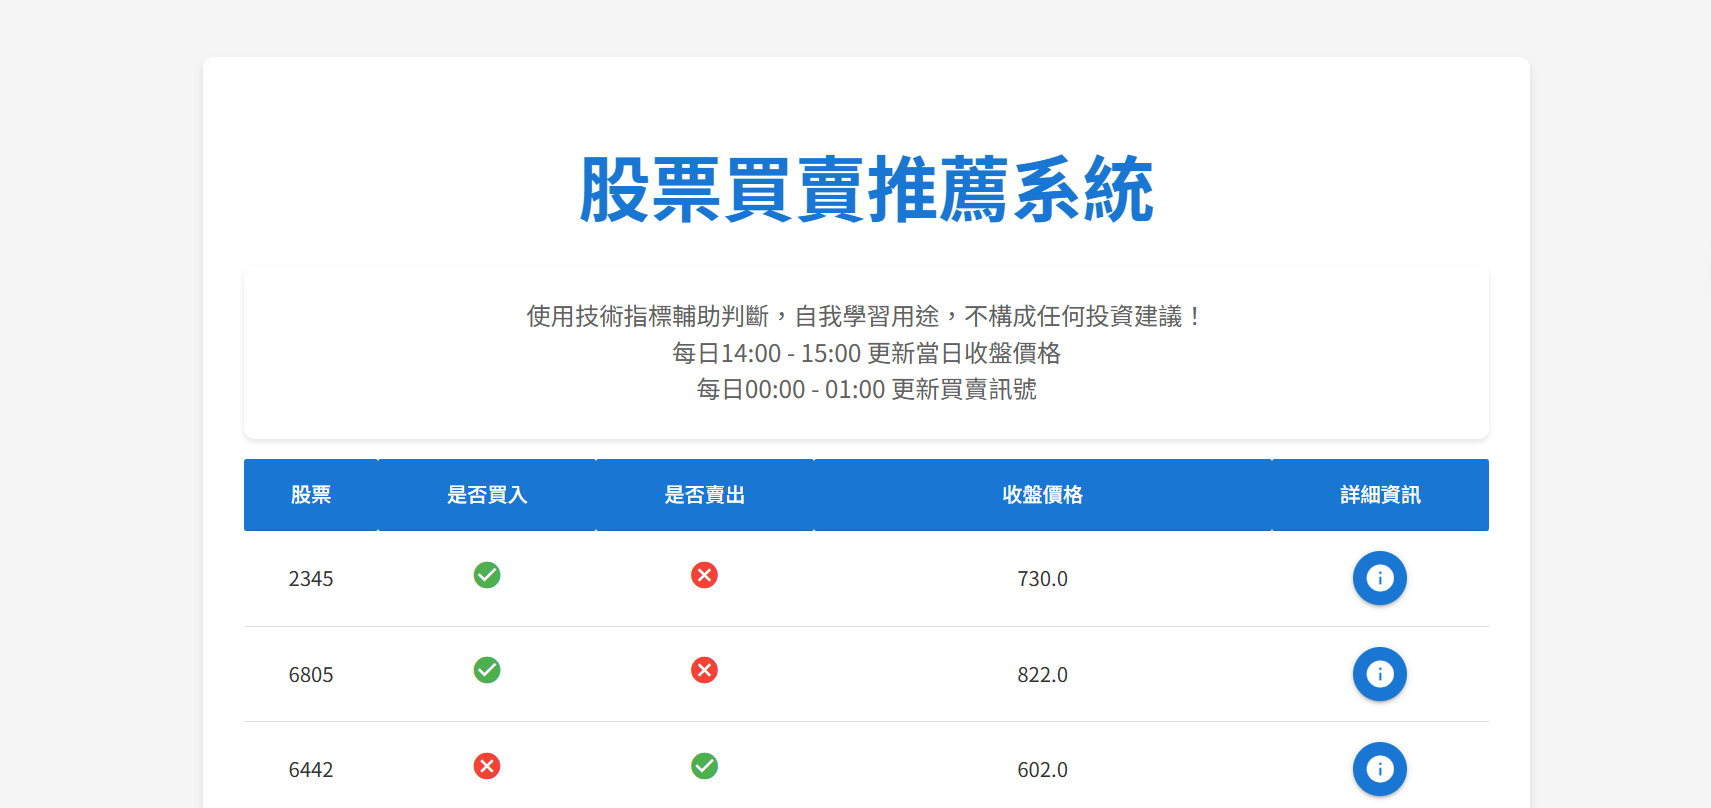 股票買賣推薦系統
使用技術指標輔助判斷，自我學習用途，不構成任何投資建議！
每日14:00 - 15:00 更新當日收盤價格
每日00:00 - 01:00 更新買賣訊號
股票 是否買入 是否賣出 收盤價格 詳細資訊
2345 730.0
6805 822.0
6442 602.0